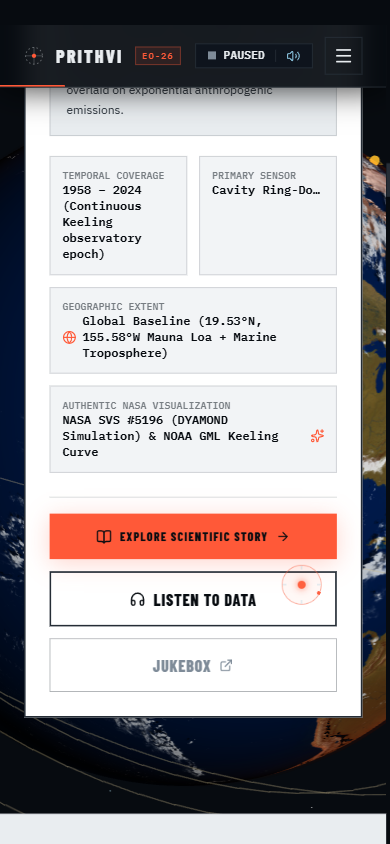 PRITHVI
EO-26
PAUSED
overlaid on exponential anthropogenic
emissions.
TEMPORAL COVERAGE
1958 – 2024
(Continuous
Keeling
observatory
epoch)
PRIMARY SENSOR
Cavity Ring-Do…
GEOGRAPHIC EXTENT
Global Baseline (19.53°N,
155.58°W Mauna Loa + Marine
Troposphere)
AUTHENTIC NASA VISUALIZATION
NASA SVS #5196 (DYAMOND
Simulation) & NOAA GML Keeling
Curve
EXPLORE SCIENTIFIC STORY →
LISTEN TO DATA
JUKEBOX